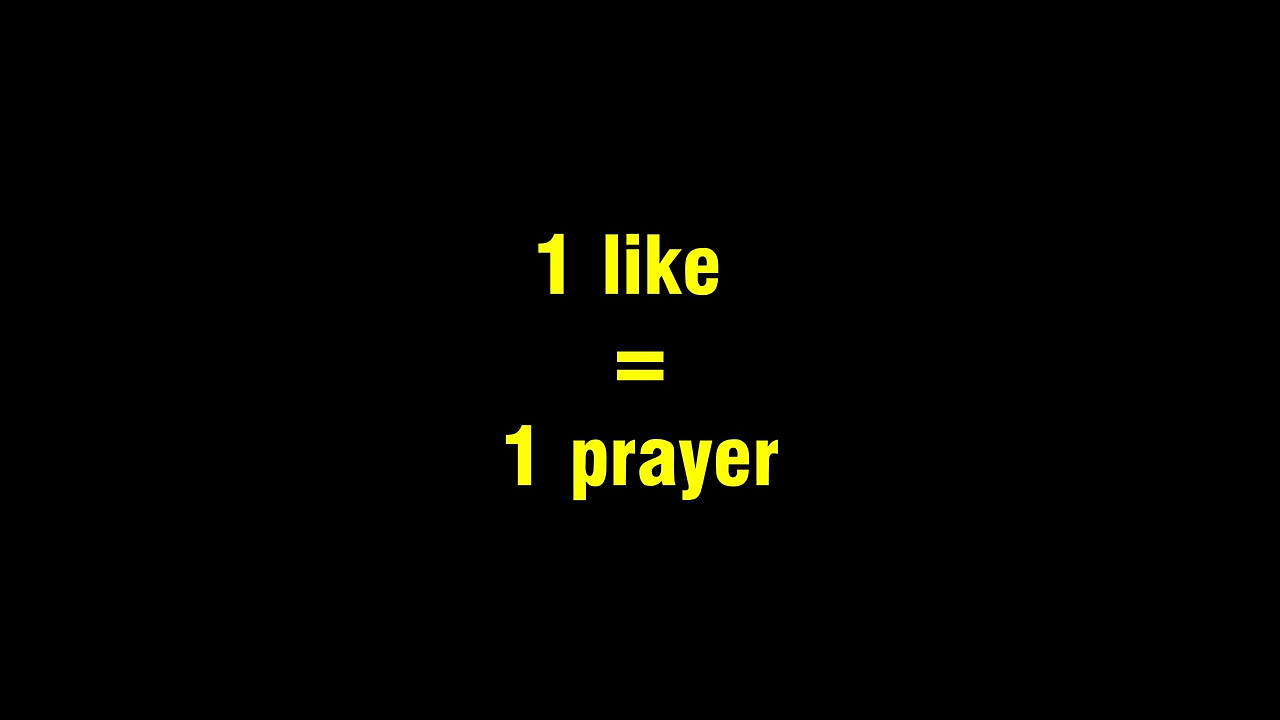 1 like
=
1 prayer